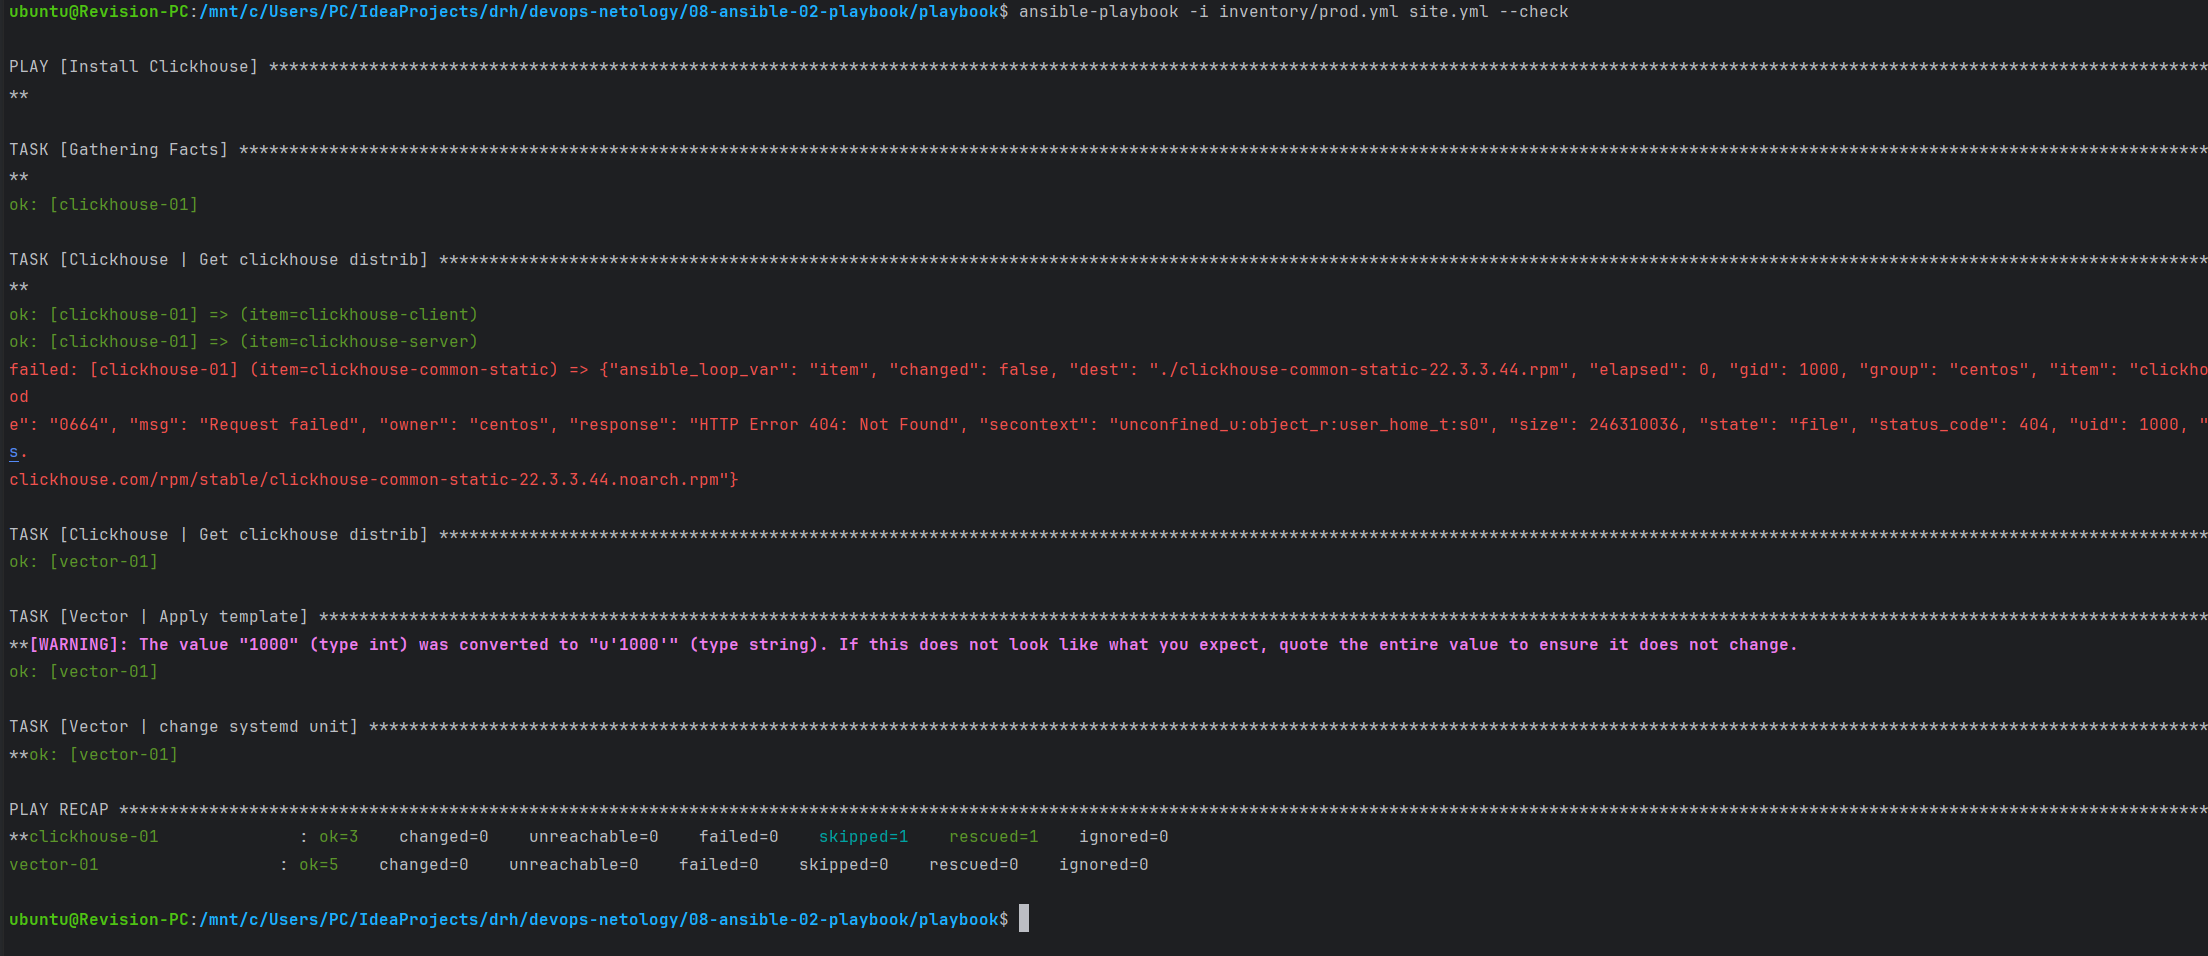 ubuntu@Revision-PC:/mnt/c/Users/PC/IdeaProjects/drh/devops-netology/08-ansible-02-playbook/playbook$ ansible-playbook -i inventory/prod.yml site.yml --check
PLAY [Install Clickhouse] **************************************************************************************************************************************************************************************************
**
TASK [Gathering Facts] *****************************************************************************************************************************************************************************************************
**
ok: [clickhouse-01]
TASK [Clickhouse | Get clickhouse distrib] *********************************************************************************************************************************************************************************
**
ok: [clickhouse-01] => (item=clickhouse-client)
ok: [clickhouse-01] => (item=clickhouse-server)
failed: [clickhouse-01] (item=clickhouse-common-static) => {"ansible_loop_var": "item", "changed": false, "dest": "./clickhouse-common-static-22.3.3.44.rpm", "elapsed": 0, "gid": 1000, "group": "centos", "item": "clickho
od
e": "0664", "msg": "Request failed", "owner": "centos", "response": "HTTP Error 404: Not Found", "secontext": "unconfined_u:object_r:user_home_t:s0", "size": 246310036, "state": "file", "status_code": 404, "uid": 1000, "
s.
clickhouse.com/rpm/stable/clickhouse-common-static-22.3.3.44.noarch.rpm"}
TASK [Clickhouse | Get clickhouse distrib] *********************************************************************************************************************************************************************************
ok: [vector-01]
TASK [Vector | Apply template] *********************************************************************************************************************************************************************************************
**[WARNING]: The value "1000" (type int) was converted to "u'1000'" (type string). If this does not look like what you expect, quote the entire value to ensure it does not change.
ok: [vector-01]
TASK [Vector | change systemd unit] ****************************************************************************************************************************************************************************************
**ok: [vector-01]
PLAY RECAP *****************************************************************************************************************************************************************************************************************
**clickhouse-01              : ok=3    changed=0    unreachable=0    failed=0    skipped=1    rescued=1    ignored=0
vector-01                  : ok=5    changed=0    unreachable=0    failed=0    skipped=0    rescued=0    ignored=0
ubuntu@Revision-PC:/mnt/c/Users/PC/IdeaProjects/drh/devops-netology/08-ansible-02-playbook/playbook$